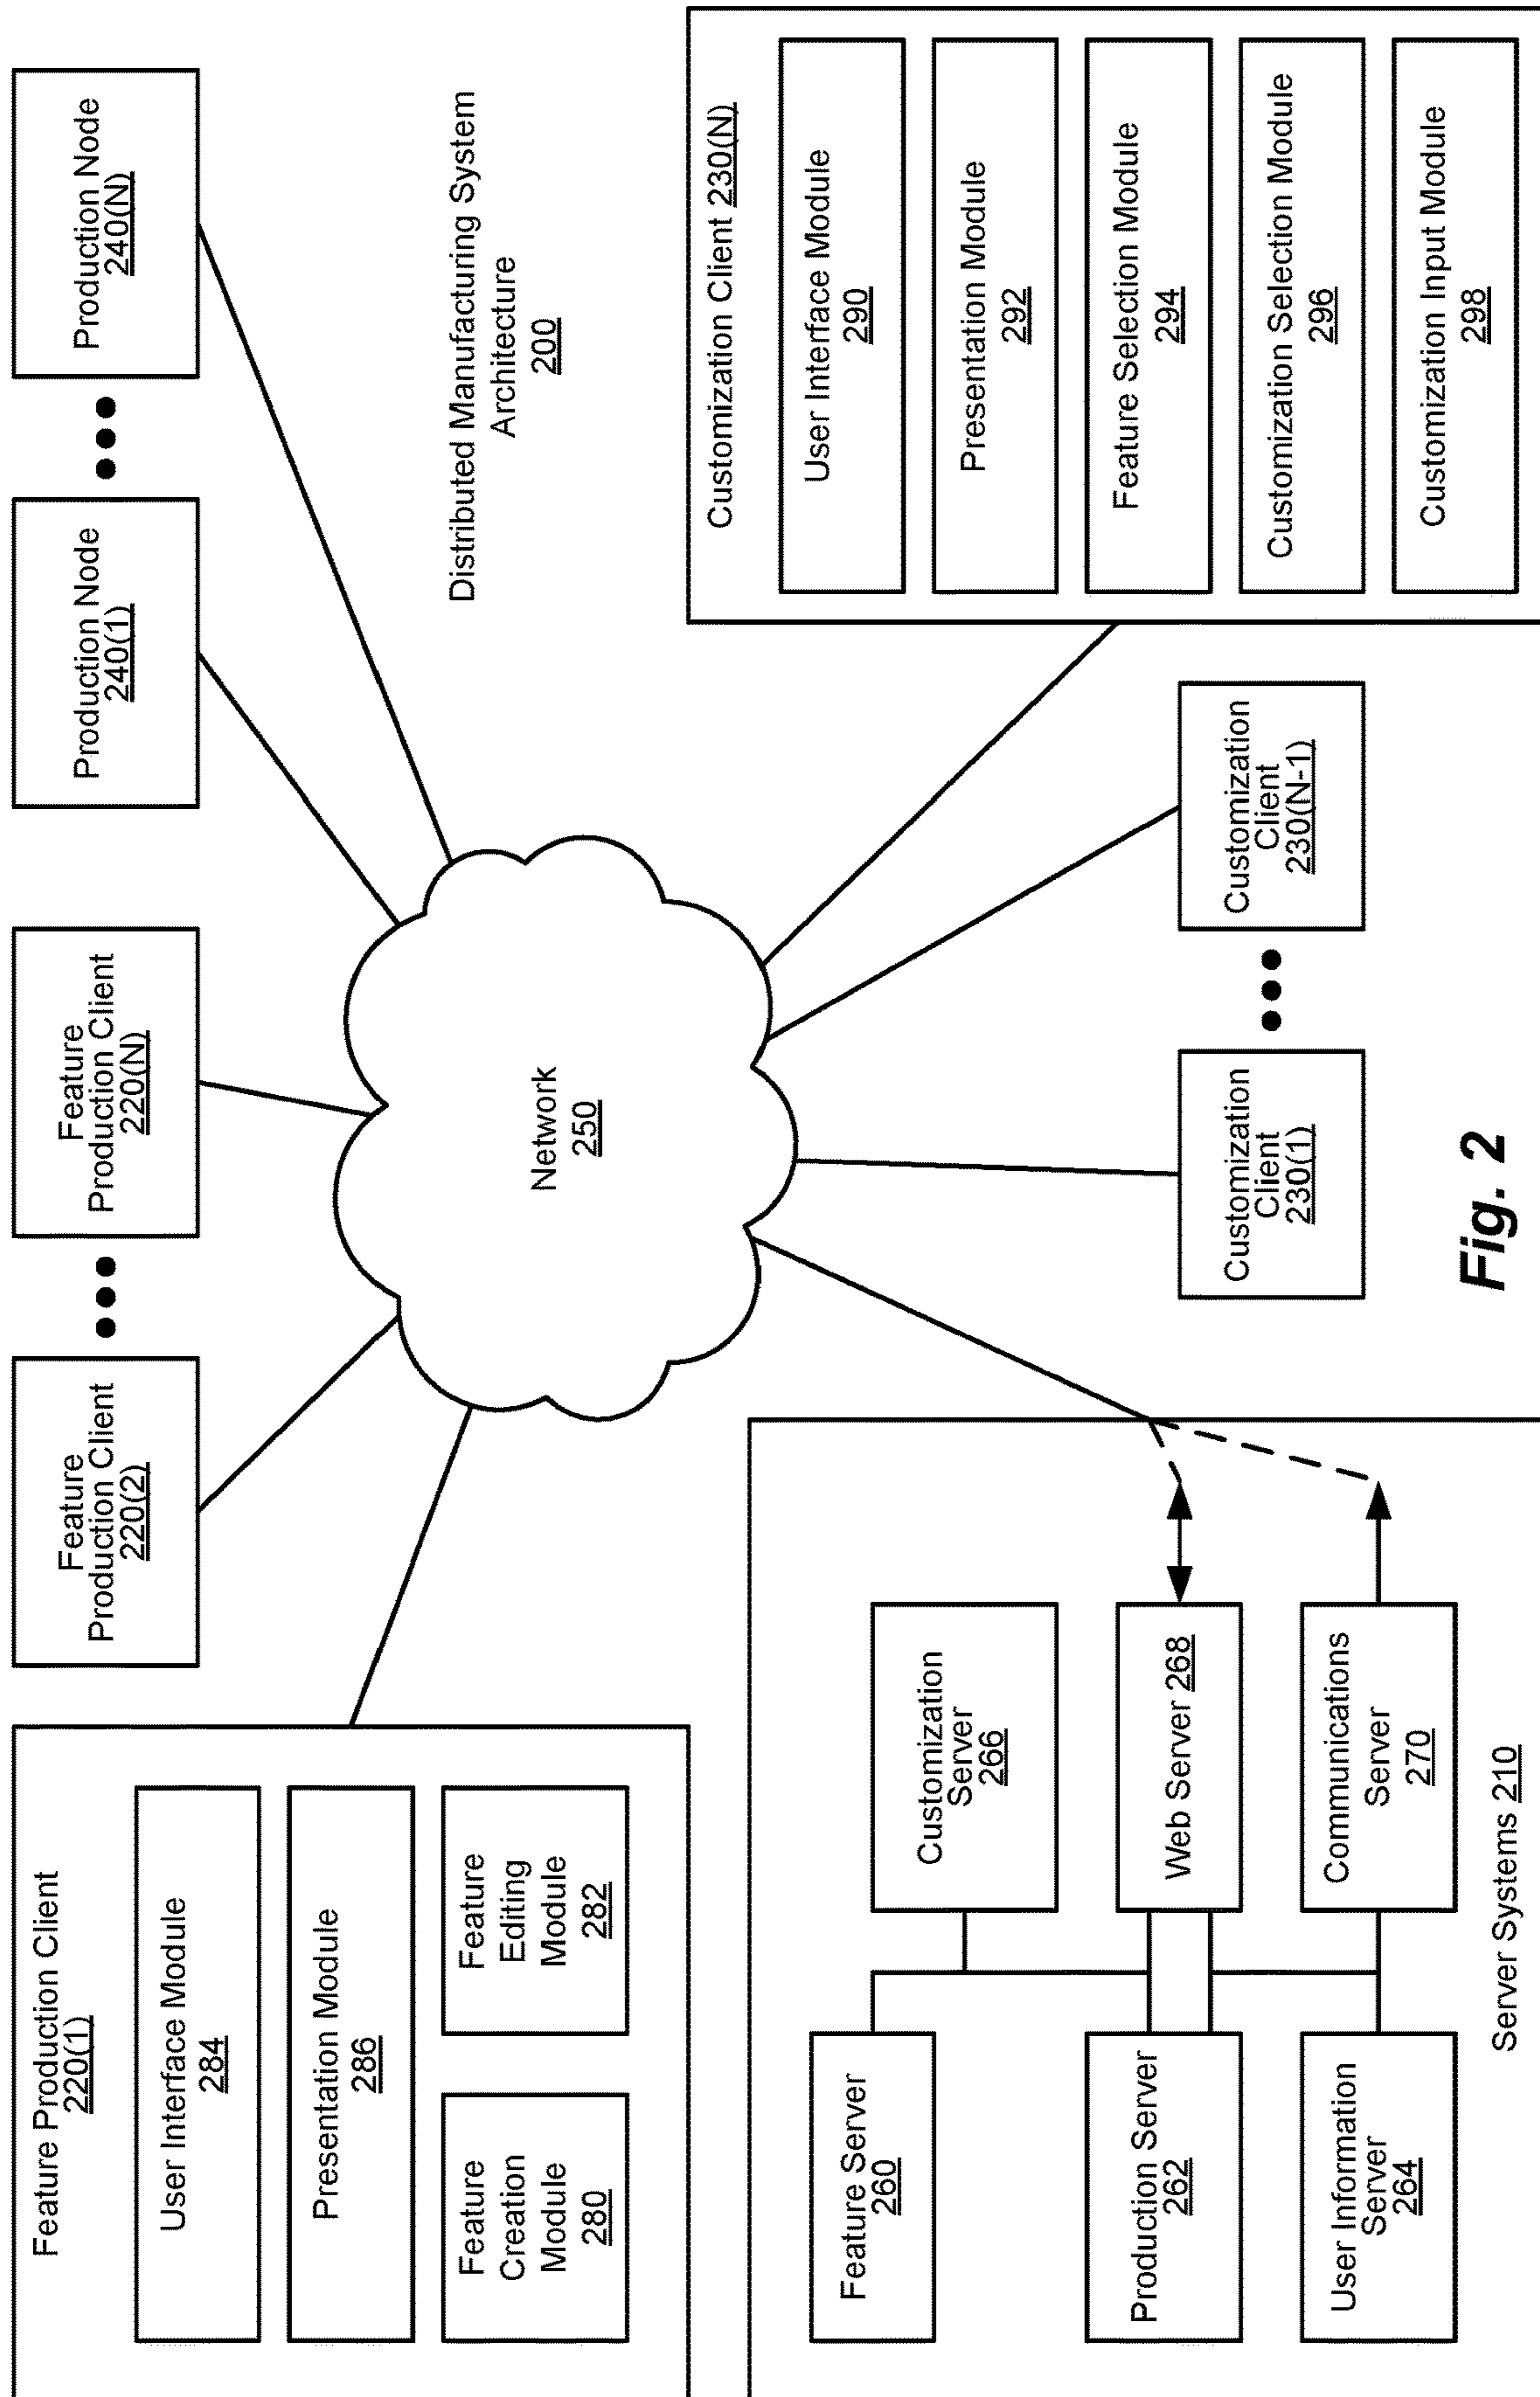 Feature Production Client
220(1)
User Interface Module
284
Presentation Module
286
Feature
Creation
Module
280
Feature
Editing
Module
282
Feature
Production Client
220(2)
Feature
Production Client
220(N)
Production Node
240(1)
Production Node
240(N)
Distributed Manufacturing System
Architecture
200
Network
250
Feature Server
260
Production Server
262
User Information
Server
264
Customization
Server
266
Web Server 268
Communications
Server
270
Server Systems 210
Customization
Client
230(1)
Customization
Client
230(N-1)
Customization Client 230(N)
User Interface Module
290
Presentation Module
292
Feature Selection Module
294
Customization Selection Module
296
Customization Input Module
298
Fig. 2